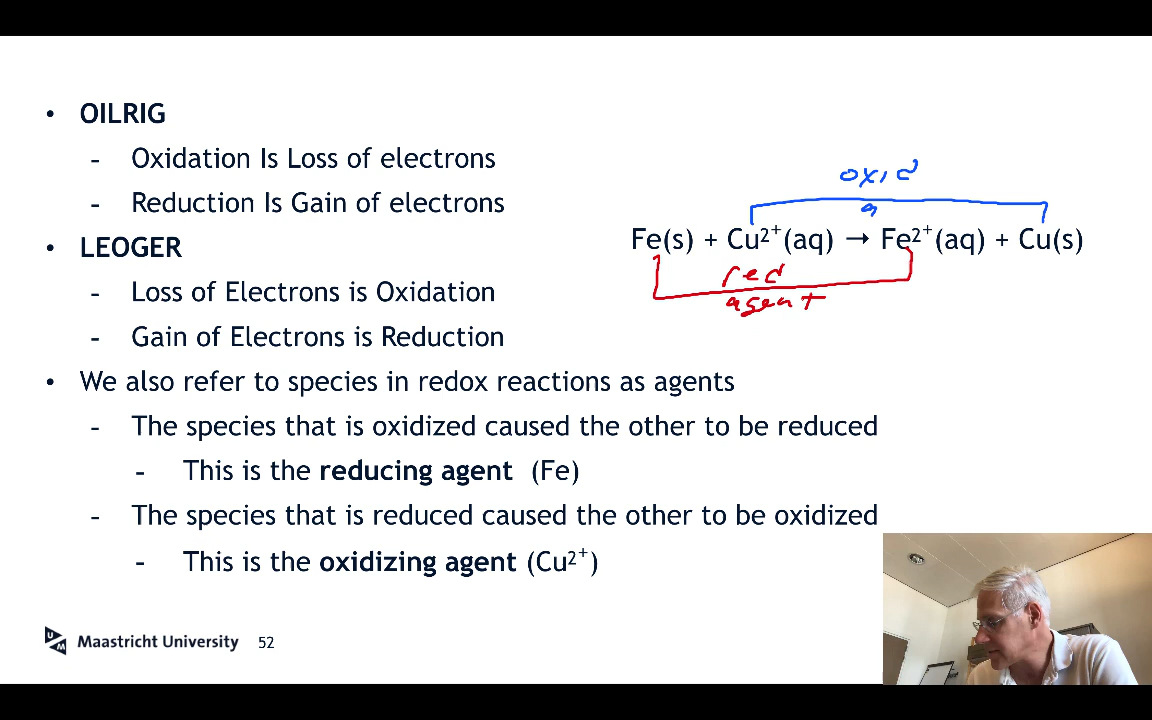 • OILRIG
- Oxidation Is Loss of electrons
- Reduction Is Gain of electrons
• LEOGER
- Loss of Electrons is Oxidation
- Gain of Electrons is Reduction
• We also refer to species in redox reactions as agents
- The species that is oxidized caused the other to be reduced
- This is the reducing agent (Fe)
- The species that is reduced caused the other to be oxidized
- This is the oxidizing agent (Cu²⁺)
oxid
a
Fe(s) + Cu²⁺(aq) → Fe²⁺(aq) + Cu(s)
red
agent
UM Maastricht University 52